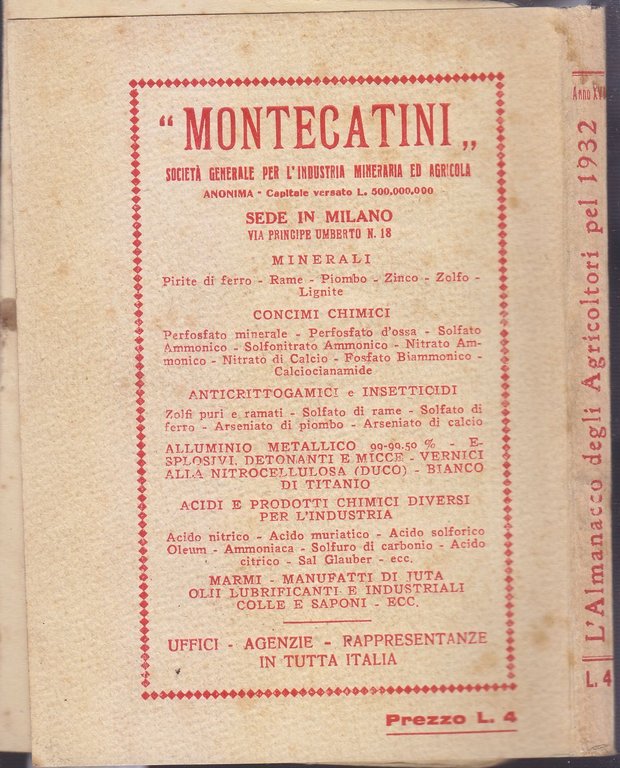 "MONTECATINI„
SOCIETÀ GENERALE PER L'INDUSTRIA MINERARIA ED AGRICOLA
ANONIMA - Capitale versato L. 500.000,000
SEDE IN MILANO
VIA PRINCIPE UMBERTO N. 18
MINERALI
Pirite di ferro - Rame - Piombo - Zinco - Zolfo -
Lignite
CONCIMI CHIMICI
Perfosfato minerale - Perfosfato d'ossa - Solfato
Ammonico - Solfonitrato Ammonico - Nitrato Am-
monico - Nitrato di Calcio - Fosfato Biammonico -
Calciocianamide
ANTICRITTOGAMICI e INSETTICIDI
Zolfi puri e ramati - Solfato di rame - Solfato di
ferro - Arseniato di piombo - Arseniato di calcio
ALLUMINIO METALLICO 99-99.50 % - E-
SPLOSIVI, DETONANTI E MICCE - VERNICI
ALLA NITROCELLULOSA (DUCO) - BIANCO
DI TITANIO
ACIDI E PRODOTTI CHIMICI DIVERSI
PER L'INDUSTRIA
Acido nitrico - Acido muriatico - Acido solforico
Oleum - Ammoniaca - Solfuro di carbonio - Acido
citrico - Sal Glauber - ecc.
MARMI - MANUFATTI DI JUTA
OLII LUBRIFICANTI E INDUSTRIALI
COLLE E SAPONI - ECC.
UFFICI - AGENZIE - RAPPRESENTANZE
IN TUTTA ITALIA
Prezzo L. 4
Anno
L'Almanacco degli Agricoltori pel 1932
L. 4